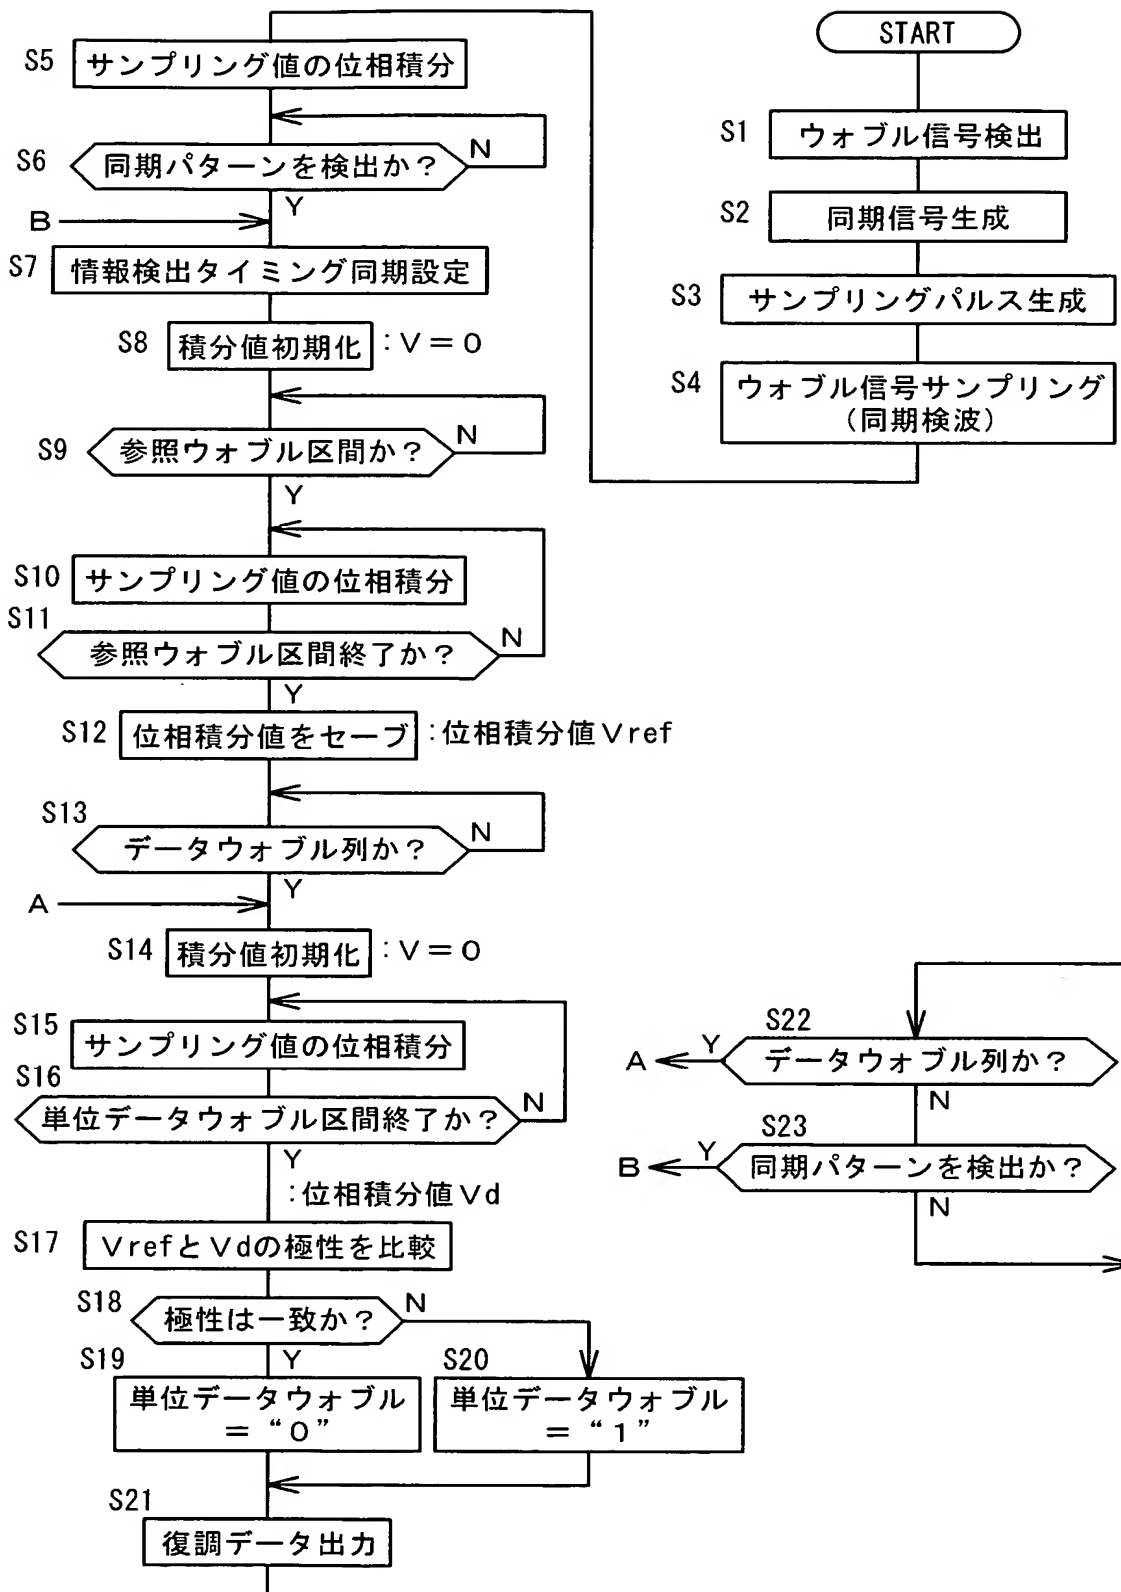 START
S1 ウォブル信号検出
S2 同期信号生成
S3 サンプリングパルス生成
S4 ウォブル信号サンプリング
(同期検波)
S5 サンプリング値の位相積分
S6 同期パターンを検出か? N
Y
B
S7 情報検出タイミング同期設定
S8 積分値初期化 :V=0
S9 参照ウォブル区間か? N
Y
S10 サンプリング値の位相積分
S11
参照ウォブル区間終了か? N
Y
S12 位相積分値をセーブ :位相積分値Vref
S13
データウォブル列か? N
Y
A
S14 積分値初期化 :V=0
S15
サンプリング値の位相積分
S16
単位データウォブル区間終了か? N
Y
:位相積分値Vd
S17 VrefとVdの極性を比較
S18 極性は一致か? N
Y
S19
単位データウォブル
=“0”
S20
単位データウォブル
=“1”
S21
復調データ出力
S22
A Y データウォブル列か?
N
S23
B Y 同期パターンを検出か?
N